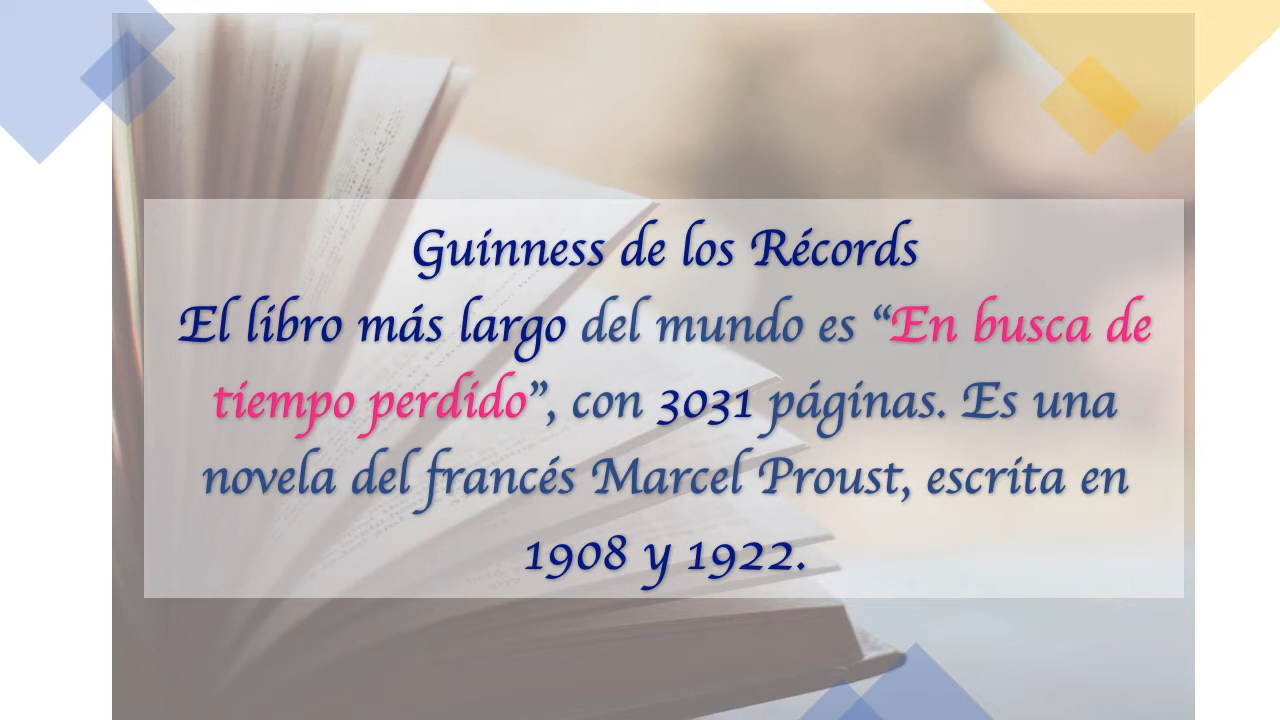 Guinness de los Récords
El libro más largo del mundo es “En busca de
tiempo perdido”, con 3031 páginas. Es una
novela del francés Marcel Proust, escrita en
1908 y 1922.